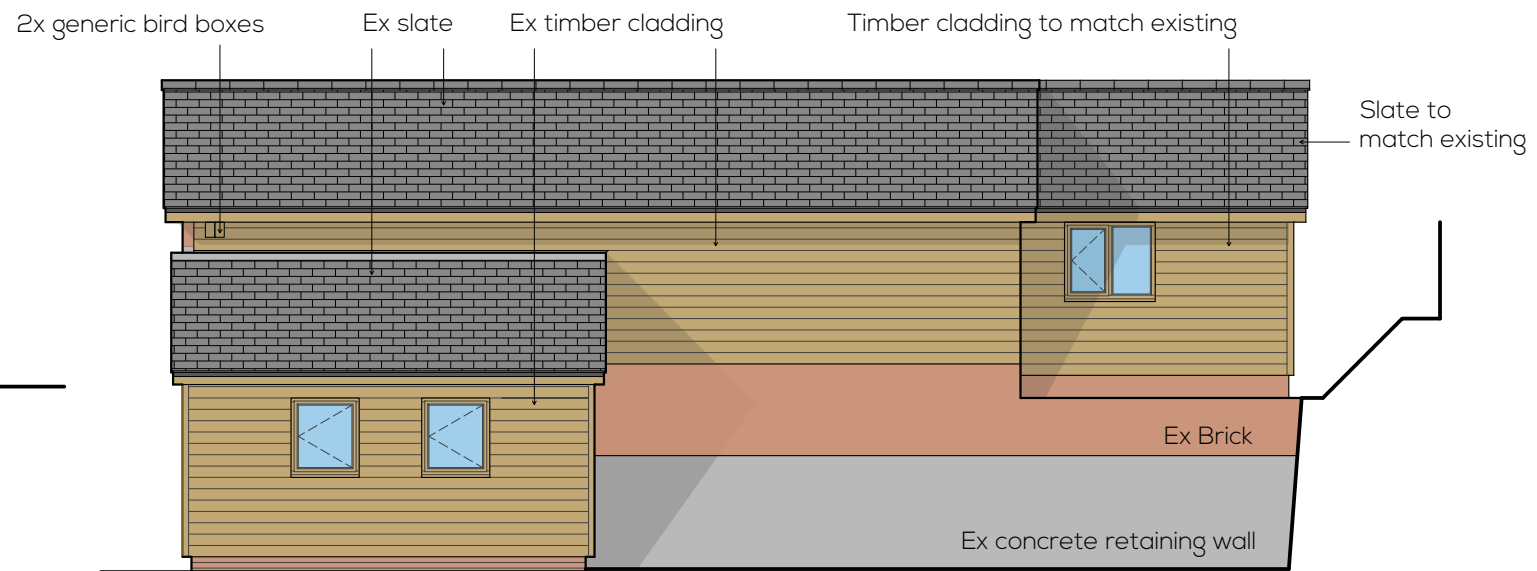 2x generic bird boxes
Ex slate
Ex timber cladding
Timber cladding to match existing
Slate to
match existing
Ex Brick
Ex concrete retaining wall